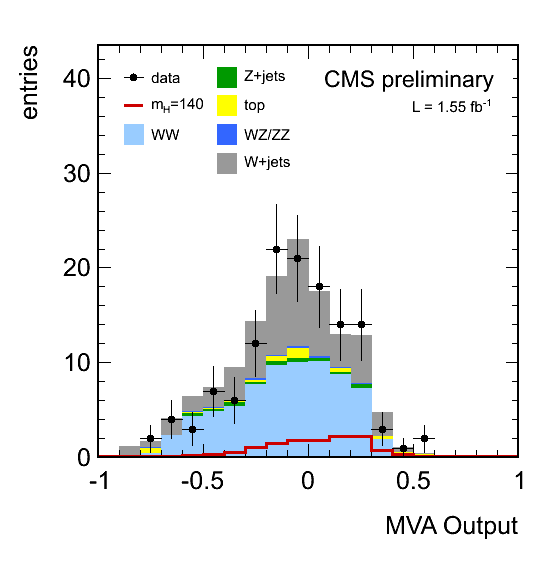 entries
40
30
20
10
0
data
m_H=140
WW
Z+jets
top
WZ/ZZ
W+jets
CMS preliminary
L = 1.55 fb⁻¹
-1
-0.5
0
0.5
1
MVA Output